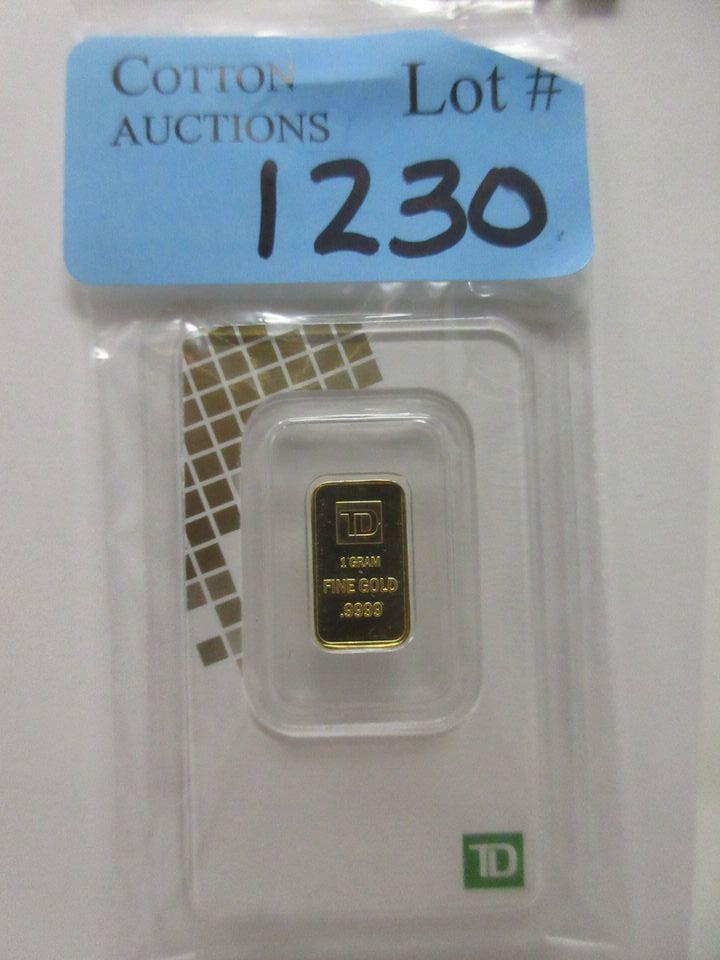 COTTON Lot #
AUCTIONS
1230
TD
1 GRAM
FINE GOLD
.9999
TD